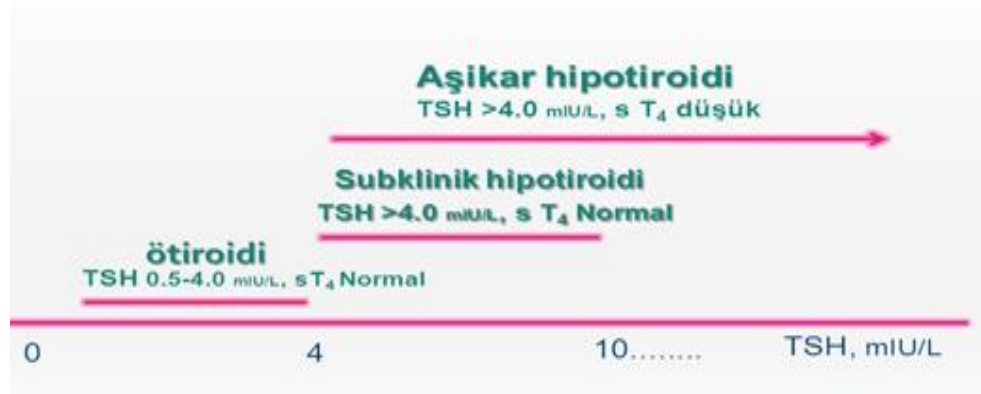 Aşikar hipotiroidi
TSH >4.0 mIU/L, s T₄ düşük
Subklinik hipotiroidi
TSH >4.0 mIU/L, s T₄ Normal
ötiroidi
TSH 0.5-4.0 mIU/L, sT₄ Normal
0 4 10........ TSH, mIU/L